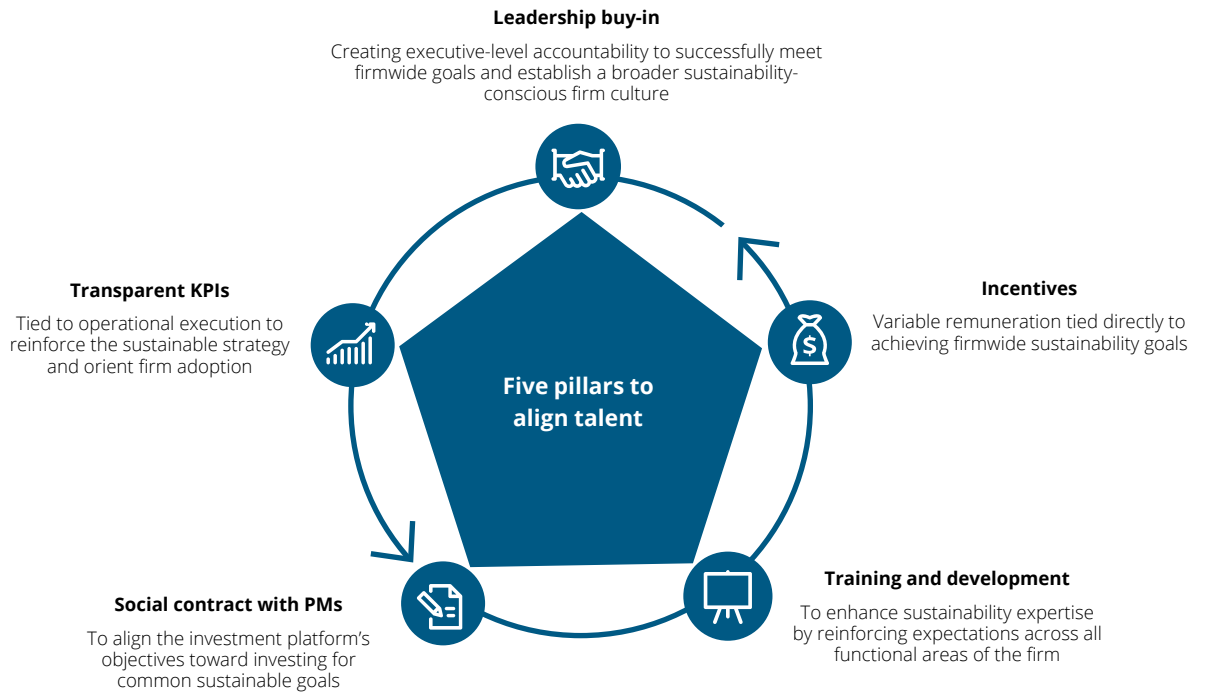 Leadership buy-in
Creating executive-level accountability to successfully meet
firmwide goals and establish a broader sustainability-
conscious firm culture
Transparent KPIs
Tied to operational execution to
reinforce the sustainable strategy
and orient firm adoption
Incentives
Variable remuneration tied directly to
achieving firmwide sustainability goals
$
Five pillars to
align talent
Social contract with PMs
To align the investment platform’s
objectives toward investing for
common sustainable goals
Training and development
To enhance sustainability expertise
by reinforcing expectations across all
functional areas of the firm